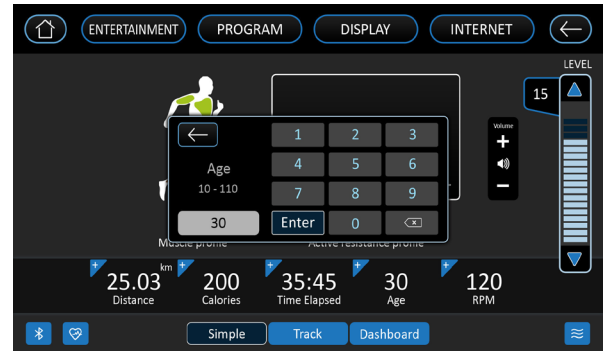 ENTERTAINMENT
PROGRAM
DISPLAY
INTERNET
LEVEL
15
Volume
+
−
Age
10 - 110
30
1 2 3
4 5 6
7 8 9
Enter 0
Muscle profile
Active resistance profile
+ 25.03 km
Distance
+ 200
Calories
+ 35:45
Time Elapsed
+ 30
Age
+ 120
RPM
Simple
Track
Dashboard